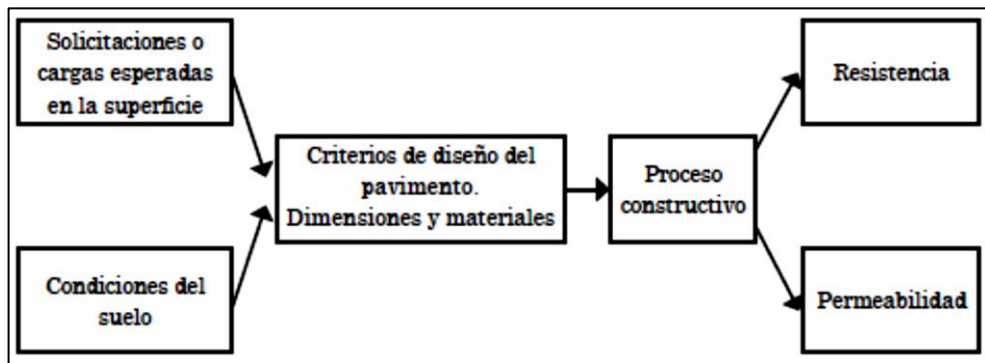 Solicitaciones o
cargas esperadas
en la superficie
Condiciones del
suelo
Criterios de diseño del
pavimento.
Dimensiones y materiales
Proceso
constructivo
Resistencia
Permeabilidad